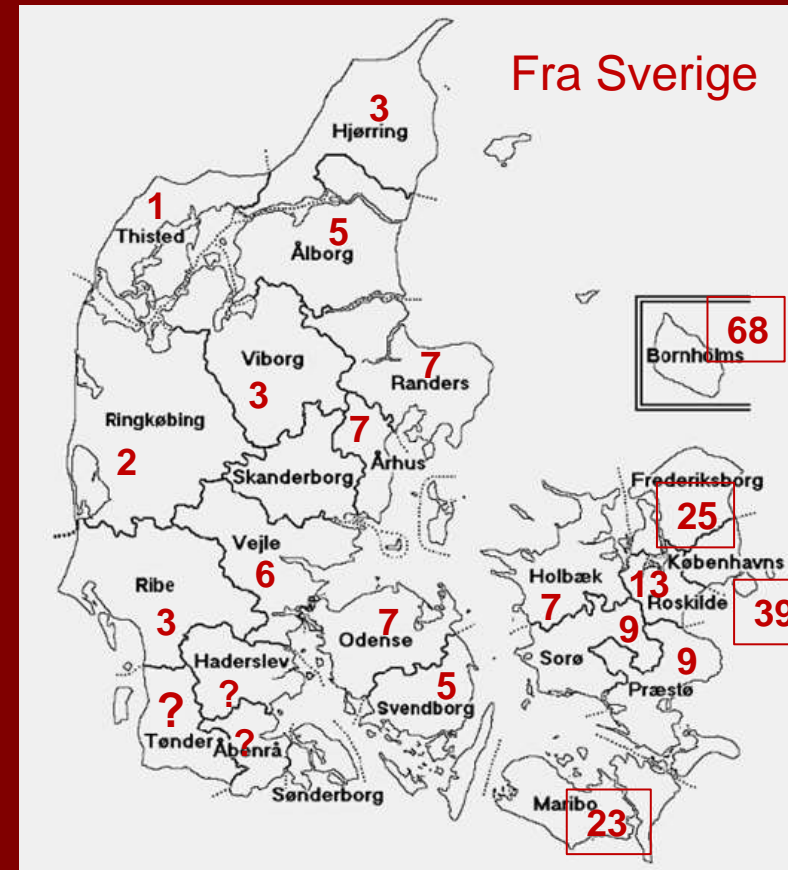 Fra Sverige
3
Hjørring
1
Thisted
5
Ålborg
68
Bornholms
Viborg
3
7
Randers
Ringkøbing
2
7
Århus
Skanderborg
Frederiksborg
25
Vejle
6
Københavns
Holbæk
7
13
Roskilde
39
Ribe
3
7
Odense
9
Sorø
9
Præstø
Haderslev
?
5
Svendborg
?
Tønder
?
Åbenrå
Sønderborg
Maribo
23